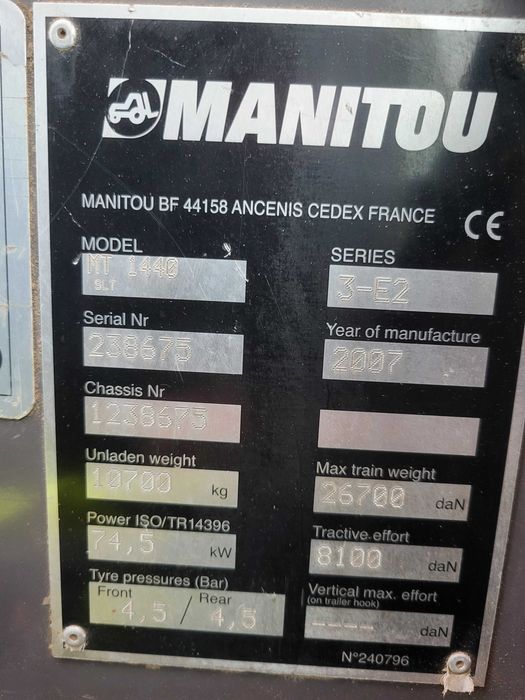 MANITOU
MANITOU BF 44158 ANCENIS CEDEX FRANCE CE
MODEL
MT 1440
SLT
SERIES
3-E2
Serial Nr
238675
Year of manufacture
2007
Chassis Nr
1238675
Unladen weight
10700 kg
Max train weight
26700 daN
Power ISO/TR14396
74,5 kW
Tractive effort
8100 daN
Tyre pressures (Bar)
Front / Rear
4,5 / 4,5
Vertical max. effort
(on trailer hook)
---- daN
N°240796